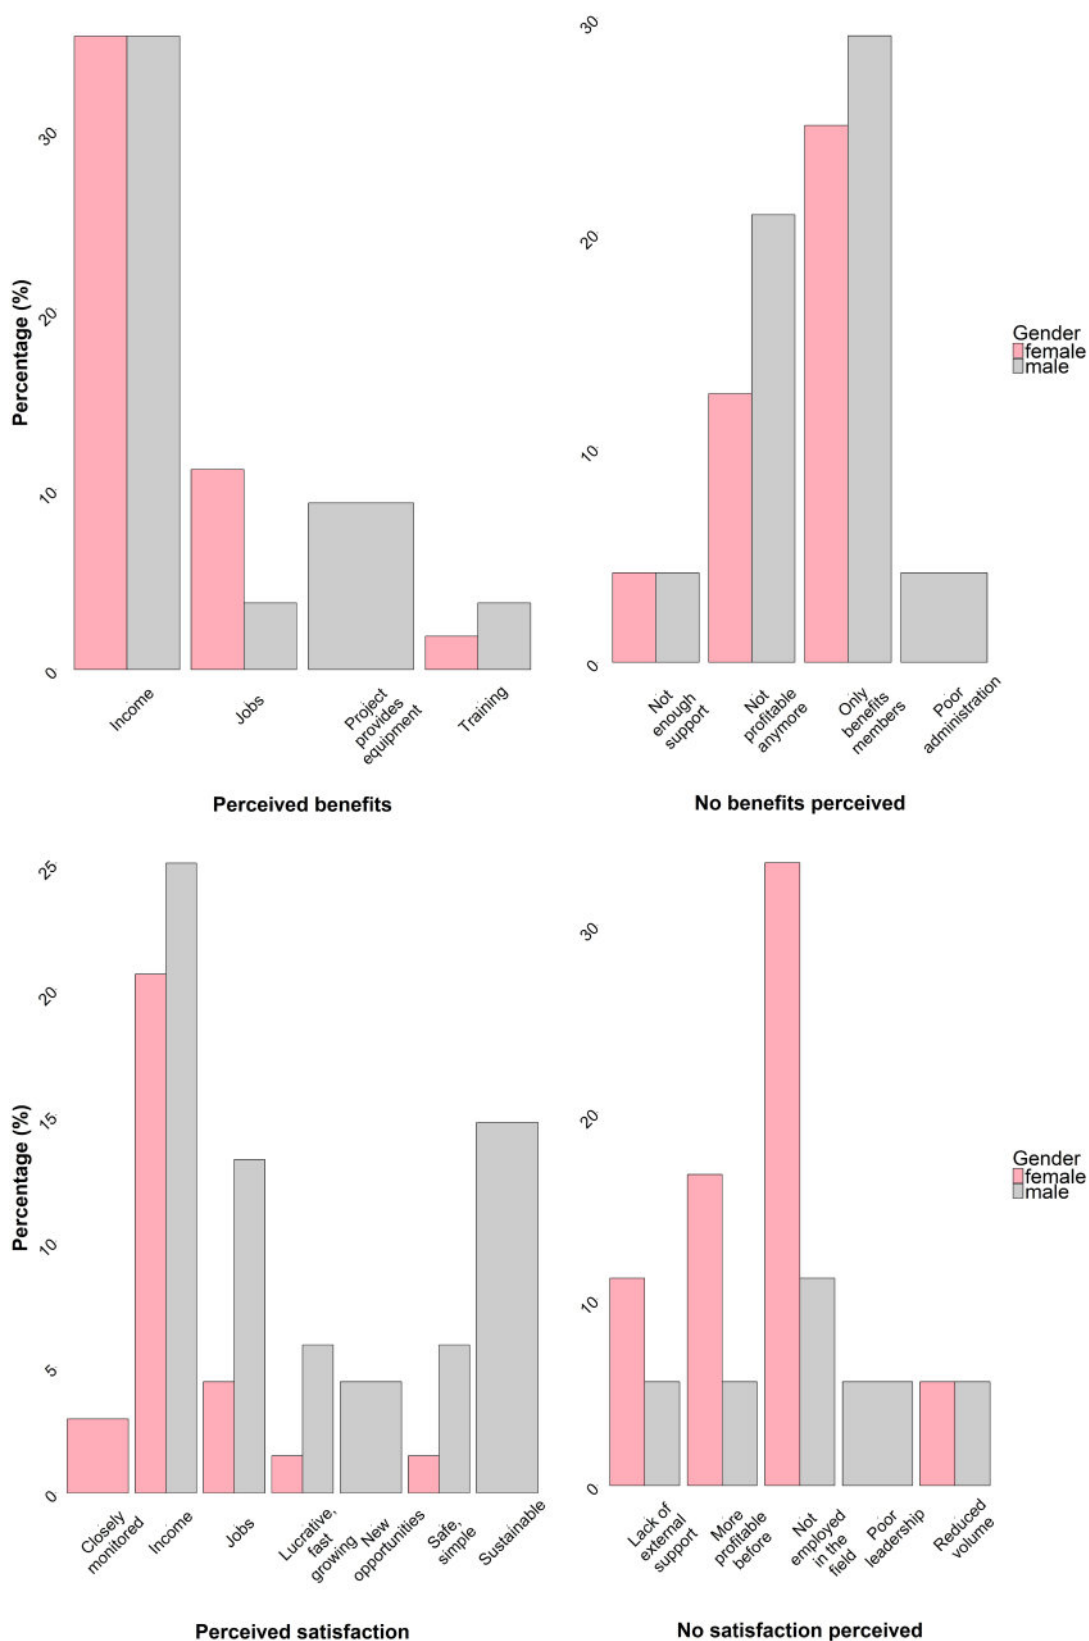 Percentage (%)
30
20
10
0
Income
Jobs
Project
provides
equipment
Training
Perceived benefits
30
20
10
0
Not
enough
support
Not
profitable
anymore
Only
benefits
members
Poor
administration
No benefits perceived
Gender
female
male
Percentage (%)
25
20
15
10
5
0
Closely
monitored
Income
Jobs
Lucrative,
fast
growing
New
opportunities
Safe,
simple
Sustainable
Perceived satisfaction
30
20
10
0
Lack of
external
support
More
profitable
before
Not
employed
in the
field
Poor
leadership
Reduced
volume
No satisfaction perceived
Gender
female
male